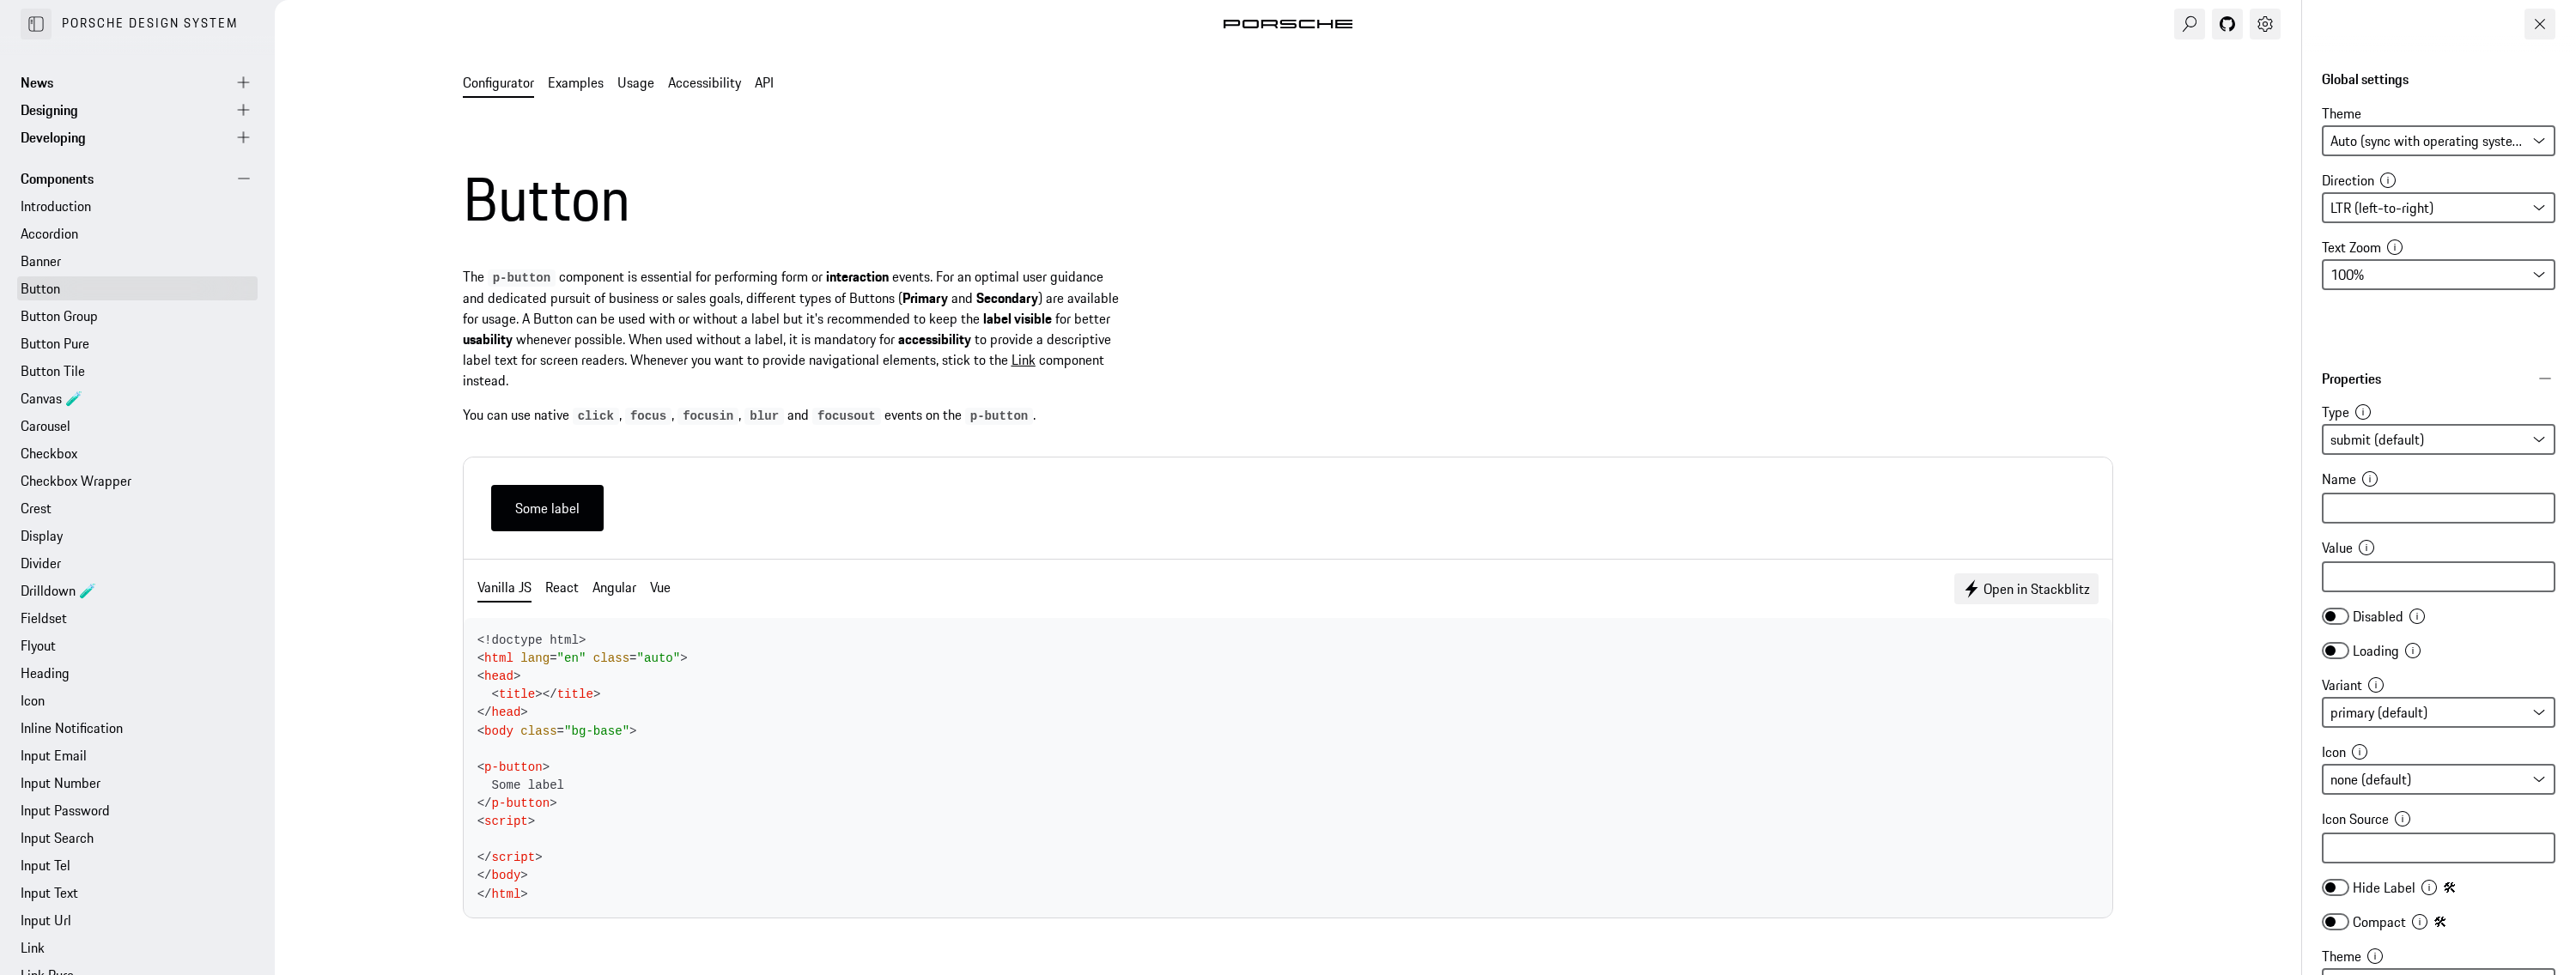 PORSCHE DESIGN SYSTEM
News
Designing
Developing
Components
Introduction
Accordion
Banner
Button
Button Group
Button Pure
Button Tile
Canvas 🧪
Carousel
Checkbox
Checkbox Wrapper
Crest
Display
Divider
Drilldown 🧪
Fieldset
Flyout
Heading
Icon
Inline Notification
Input Email
Input Number
Input Password
Input Search
Input Tel
Input Text
Input Url
Link
Link Pure
PORSCHE
Configurator Examples Usage Accessibility API
Button
The p-button component is essential for performing form or interaction events. For an optimal user guidance
and dedicated pursuit of business or sales goals, different types of Buttons (Primary and Secondary) are available
for usage. A Button can be used with or without a label but it's recommended to keep the label visible for better
usability whenever possible. When used without a label, it is mandatory for accessibility to provide a descriptive
label text for screen readers. Whenever you want to provide navigational elements, stick to the Link component
instead.
You can use native click , focus , focusin , blur and focusout events on the p-button .
Some label
Vanilla JS React Angular Vue
Open in Stackblitz
<!doctype html>
<html lang="en" class="auto">
<head>
  <title></title>
</head>
<body class="bg-base">
<p-button>
  Some label
</p-button>
<script>
</script>
</body>
</html>
Global settings
Theme
Auto (sync with operating syste...
Direction
LTR (left-to-right)
Text Zoom
100%
Properties
Type
submit (default)
Name
Value
Disabled
Loading
Variant
primary (default)
Icon
none (default)
Icon Source
Hide Label 🛠
Compact 🛠
Theme